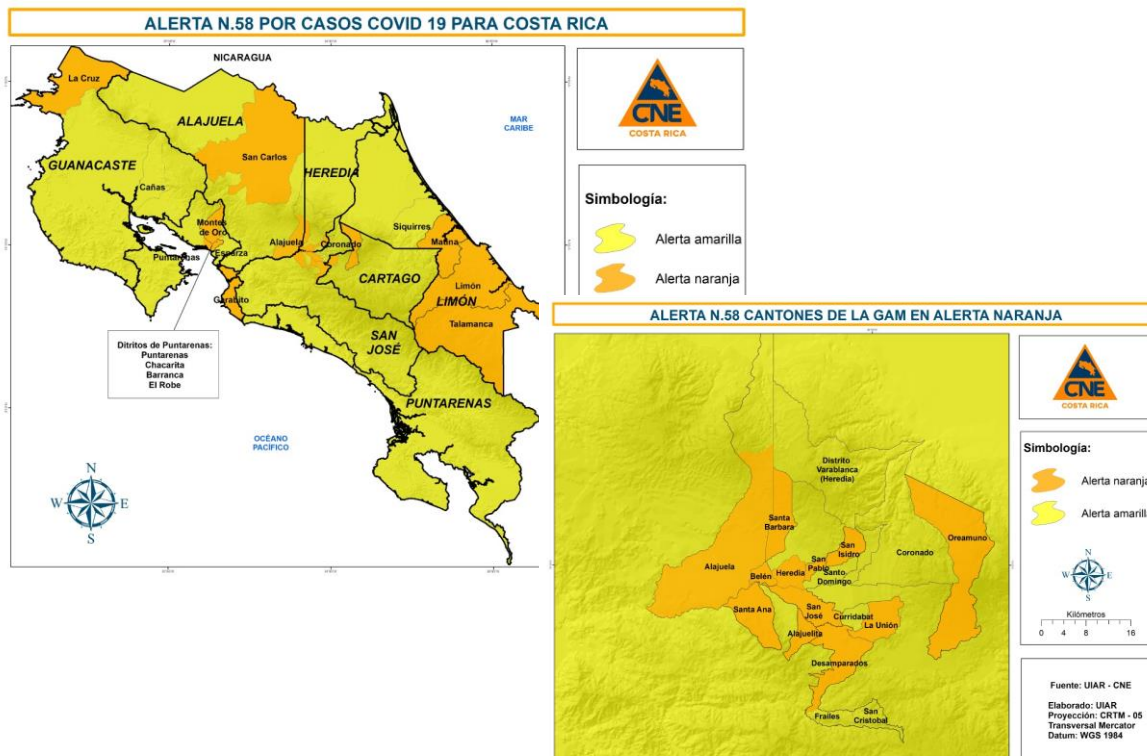 ALERTA N.58 POR CASOS COVID 19 PARA COSTA RICA
NICARAGUA
La Cruz
MAR
CARIBE
ALAJUELA
San Carlos
GUANACASTE
HEREDIA
Cañas
Montes
de Oro
Siquirres
Matina
Alajuela
Coronado
Esparza
Puntarenas
CARTAGO
Limón
LIMÓN
Garabito
Talamanca
SAN
JOSÉ
Ditritos de Puntarenas:
Puntarenas
Chacarita
Barranca
El Robe
PUNTARENAS
OCÉANO
PACÍFICO
N
W
E
S
CNE
COSTA RICA
Simbología:
Alerta amarilla
Alerta naranja
ALERTA N.58 CANTONES DE LA GAM EN ALERTA NARANJA
Distrito
Varablanca
(Heredia)
Santa
Barbara
San
Isidro
Oreamuno
Coronado
San
Pablo
Alajuela
Belén
Heredia
Santo
Domingo
Santa Ana
San
José
Curridabat
La Unión
Alajuelita
Desamparados
Frailes
San
Cristobal
CNE
COSTA RICA
Simbología:
Alerta naranja
Alerta amarilla
N
W
E
S
Kilómetros
0 4 8 16
Fuente: UIAR - CNE
Elaborado: UIAR
Proyección: CRTM - 05
Transversal Mercator
Datum: WGS 1984